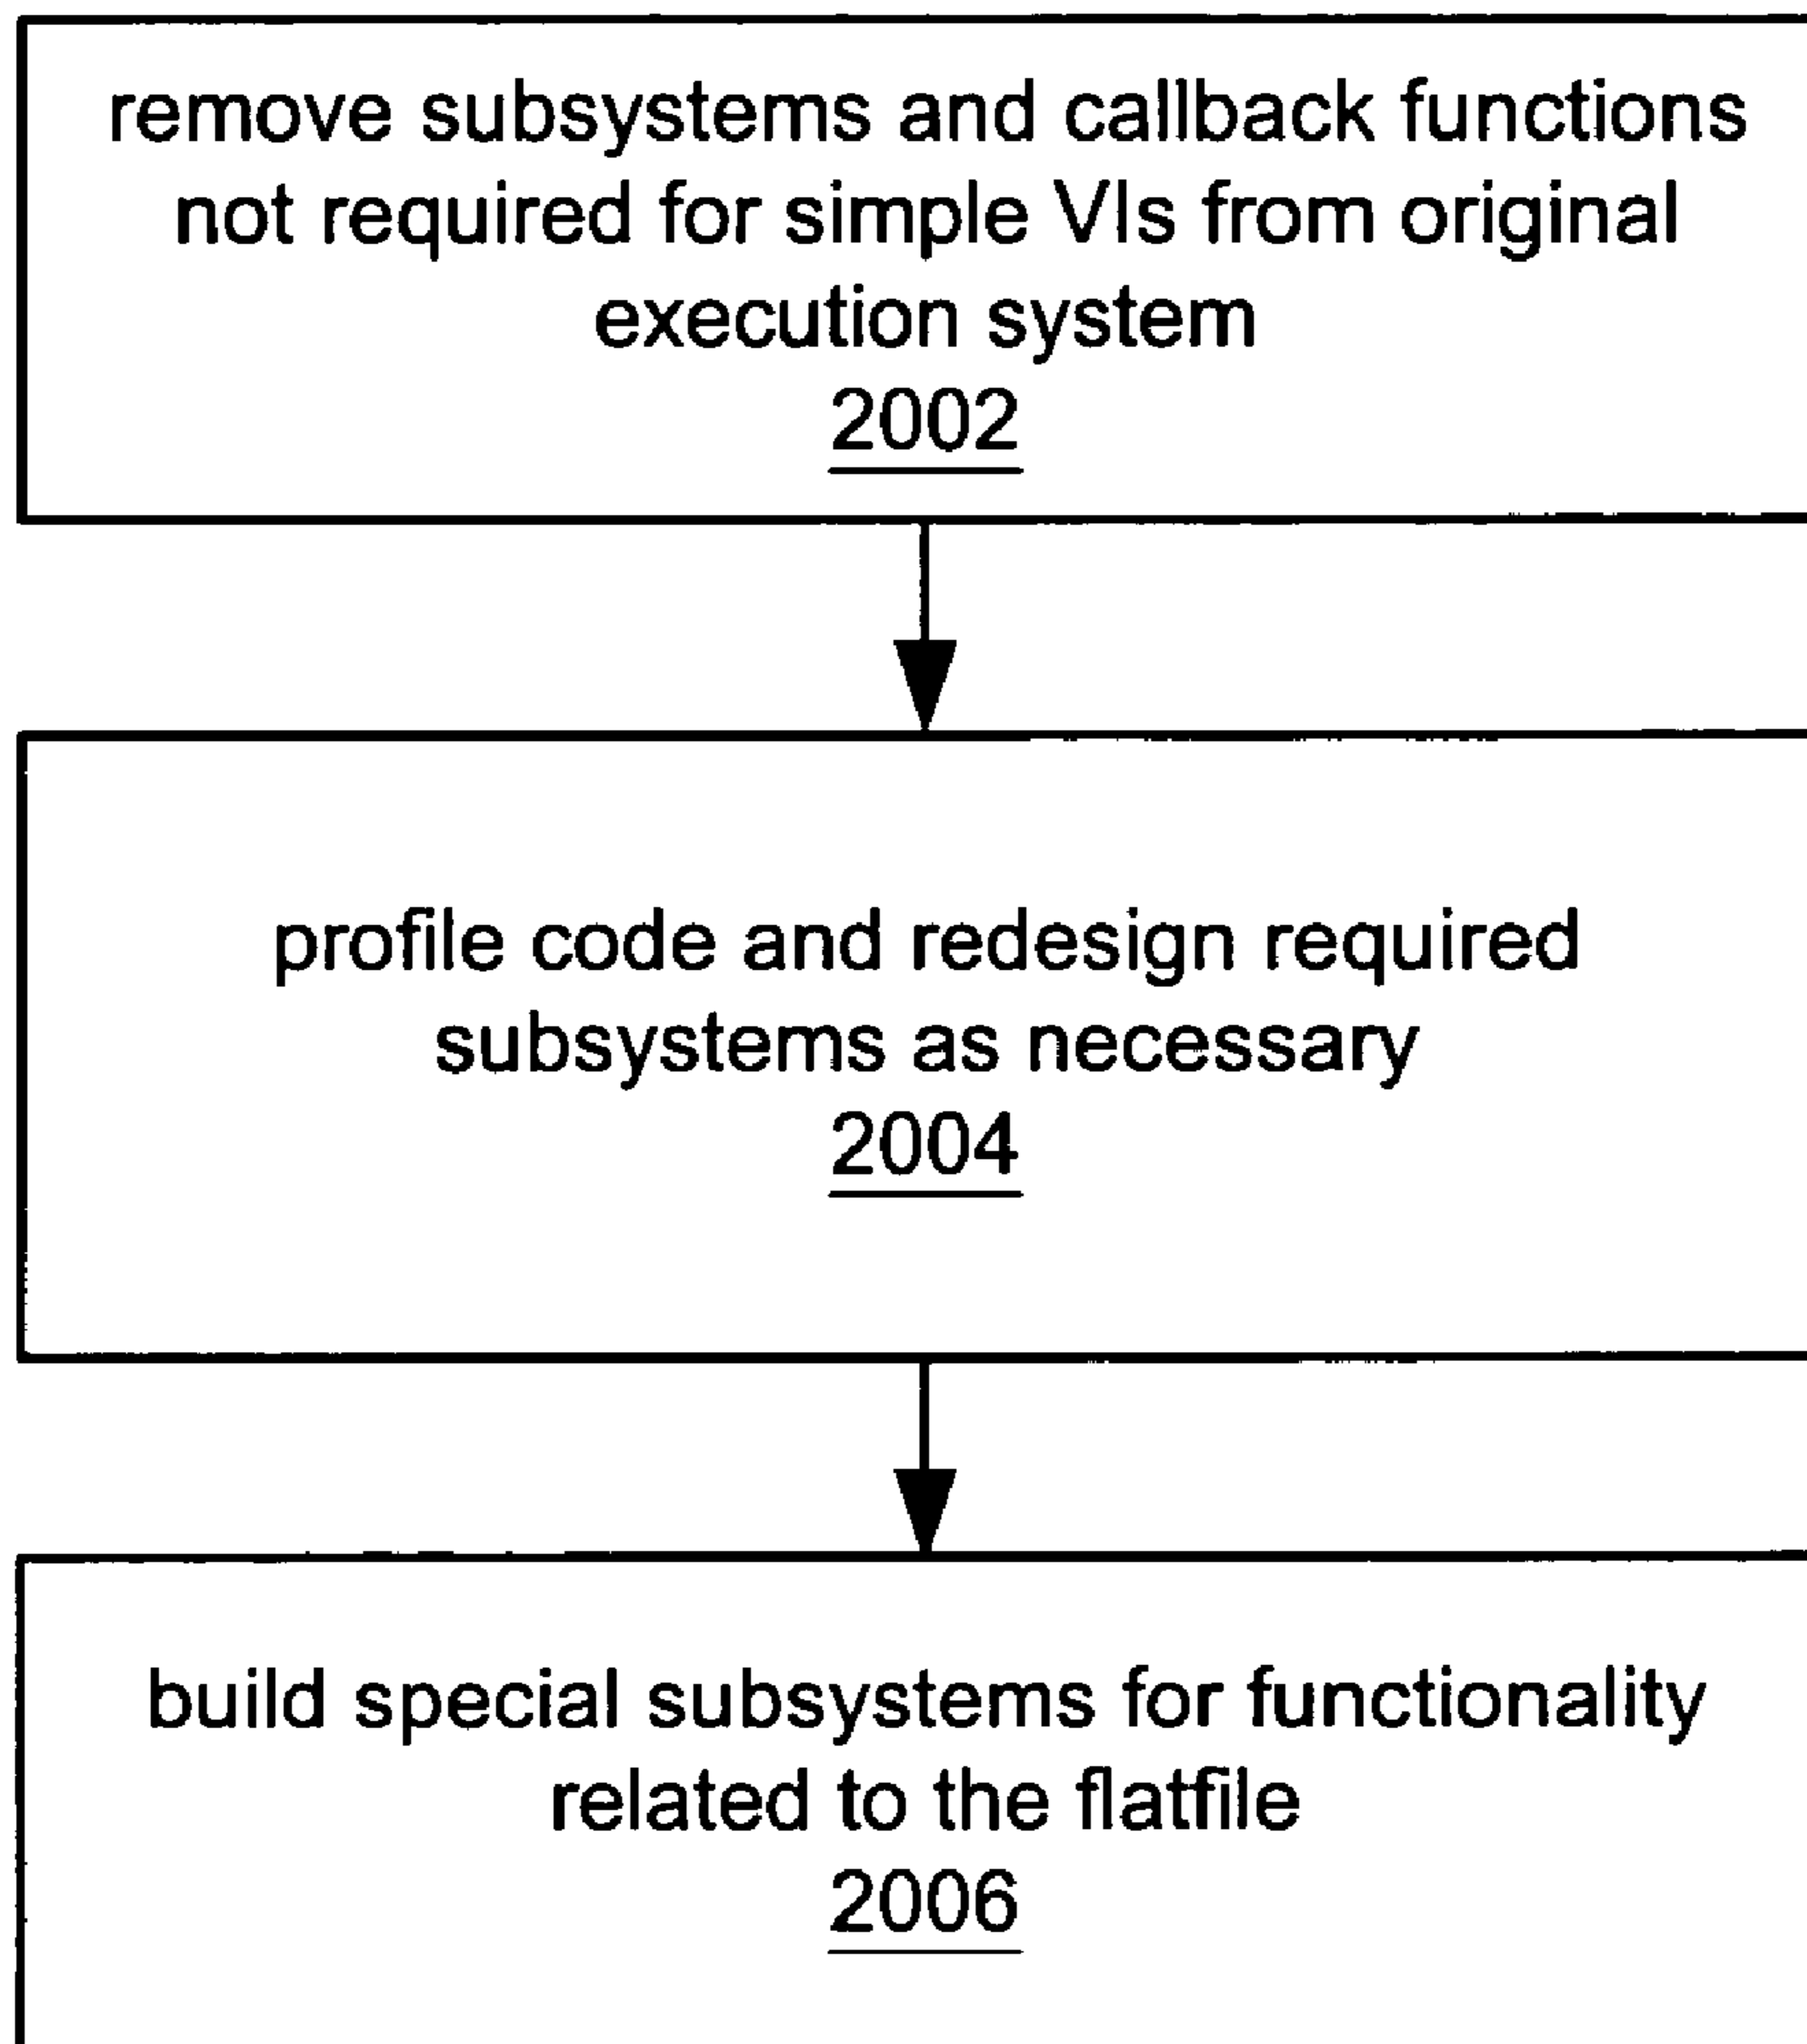 remove subsystems and callback functions
not required for simple VIs from original
execution system
2002
profile code and redesign required
subsystems as necessary
2004
build special subsystems for functionality
related to the flatfile
2006